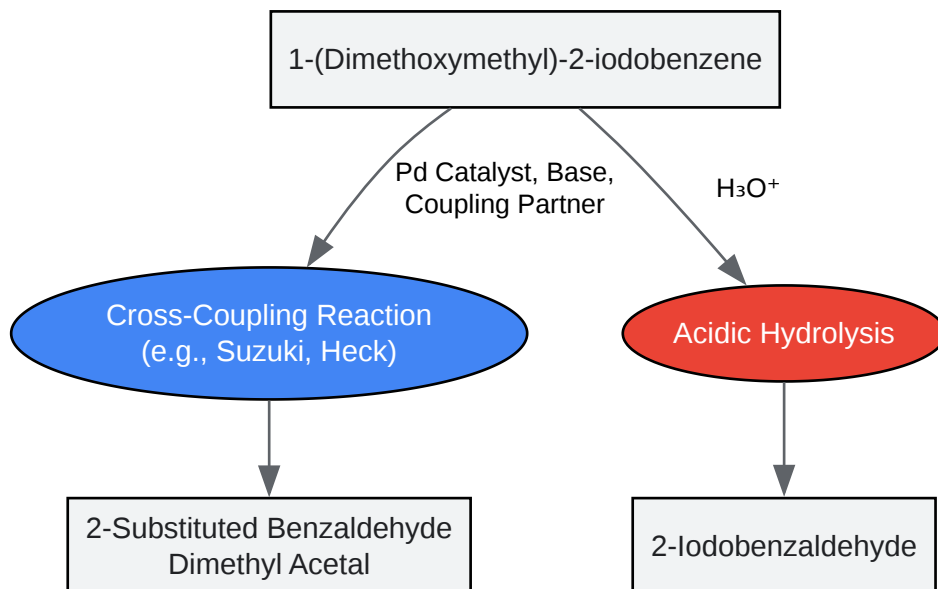 1-(Dimethoxymethyl)-2-iodobenzene
Pd Catalyst, Base,
Coupling Partner
H₃O⁺
Cross-Coupling Reaction
(e.g., Suzuki, Heck)
Acidic Hydrolysis
2-Substituted Benzaldehyde
Dimethyl Acetal
2-Iodobenzaldehyde